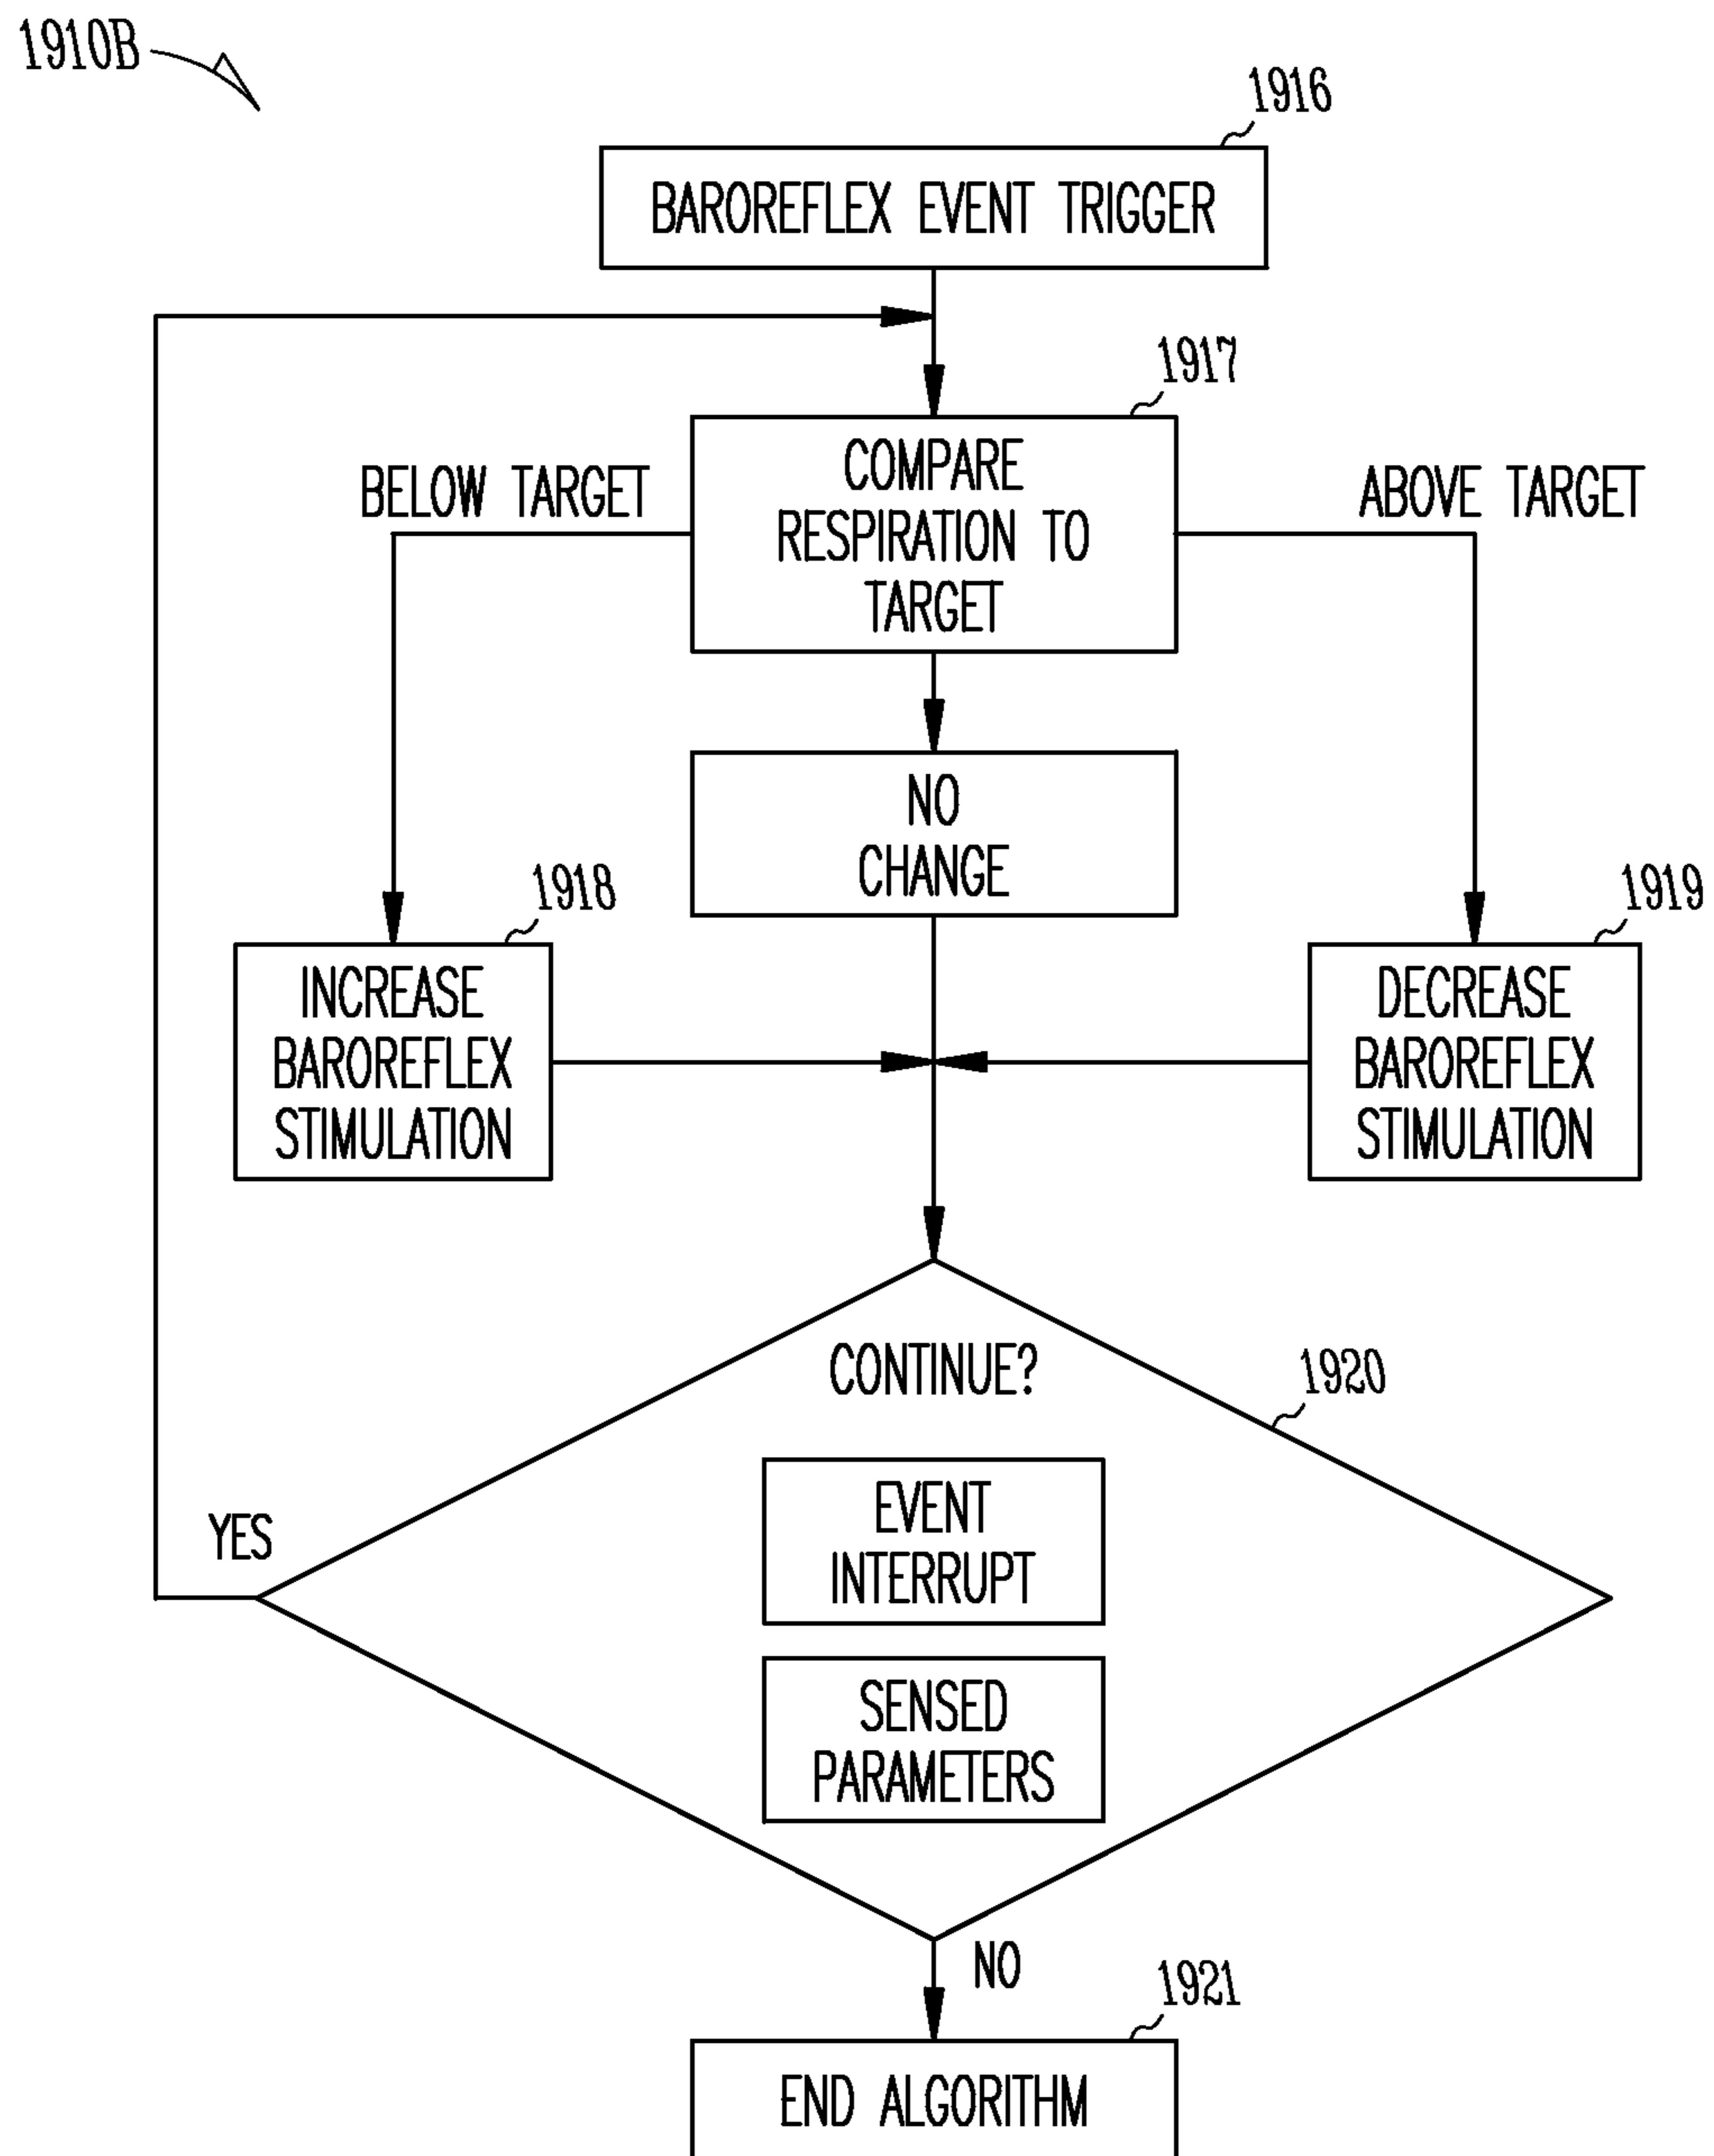 1910B
1916
BAROREFLEX EVENT TRIGGER
1917
COMPARE
RESPIRATION TO
TARGET
BELOW TARGET
ABOVE TARGET
NO
CHANGE
1918
INCREASE
BAROREFLEX
STIMULATION
1919
DECREASE
BAROREFLEX
STIMULATION
CONTINUE?
1920
EVENT
INTERRUPT
SENSED
PARAMETERS
YES
NO
1921
END ALGORITHM